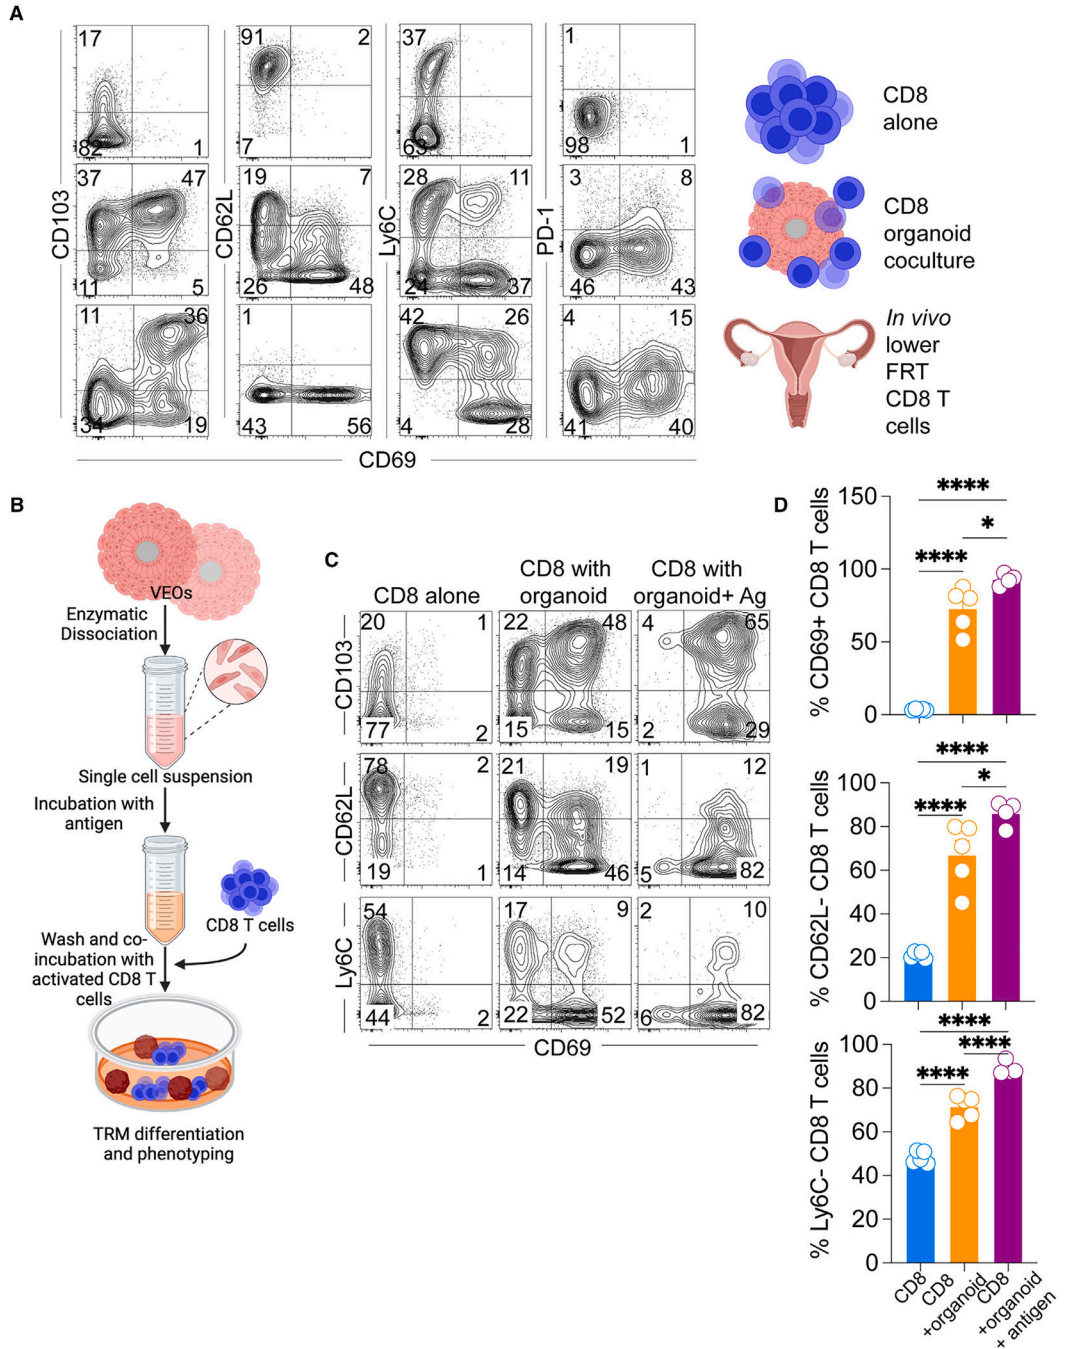 A
17
82
1
91
2
7
37
63
1
98
1
CD8
alone
37
47
11
5
19
7
26
48
28
11
24
37
3
8
46
43
CD103
CD62L
Ly6C
PD-1
CD8
organoid
coculture
11
36
34
19
1
43
56
42
26
4
28
4
15
41
40
In vivo
lower
FRT
CD8 T
cells
CD69
B
VEOs
Enzymatic
Dissociation
Single cell suspension
Incubation with
antigen
CD8 T cells
Wash and co-
incubation with
activated CD8 T
cells
TRM differentiation
and phenotyping
C
CD8 alone
CD8 with
organoid
CD8 with
organoid+ Ag
CD103
20
1
77
2
22
48
15
15
4
65
2
29
CD62L
78
2
19
1
21
19
14
46
1
12
5
82
Ly6C
54
44
2
17
9
22
52
2
10
6
82
CD69
D
% CD69+ CD8 T cells
150
100
50
0
****
*
****
% CD62L- CD8 T cells
100
80
60
40
20
0
****
*
****
% Ly6C- CD8 T cells
100
80
60
40
20
0
****
****
****
CD8
CD8
+organoid
CD8
+organoid
+ antigen